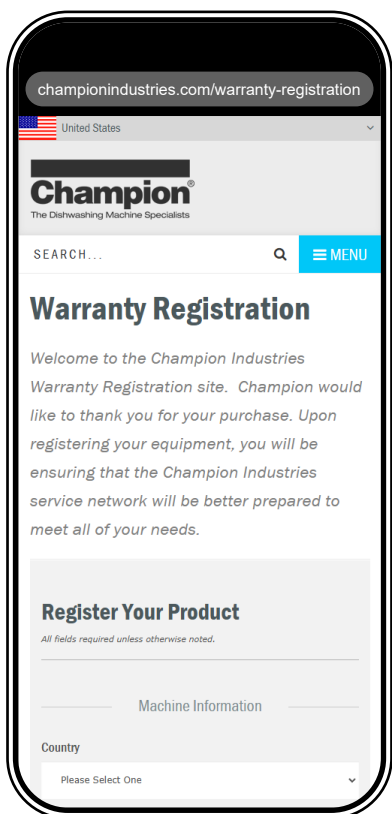 championindustries.com/warranty-registration
United States
Champion®
The Dishwashing Machine Specialists
SEARCH...
MENU
Warranty Registration
Welcome to the Champion Industries
Warranty Registration site.  Champion would
like to thank you for your purchase. Upon
registering your equipment, you will be
ensuring that the Champion Industries
service network will be better prepared to
meet all of your needs.
Register Your Product
All fields required unless otherwise noted.
Machine Information
Country
Please Select One